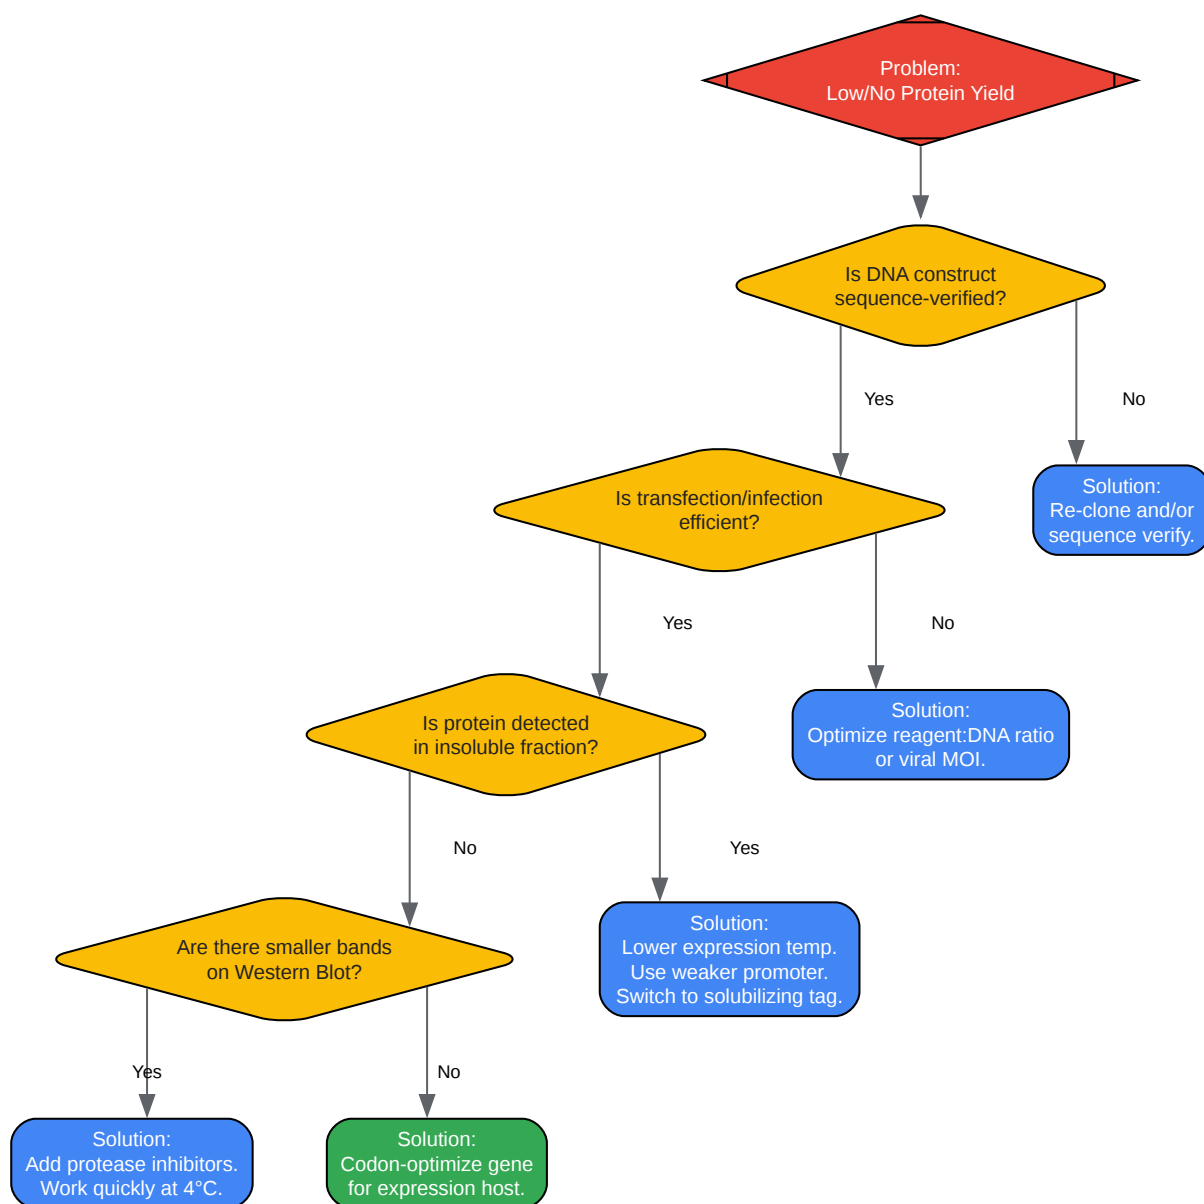 Problem:
Low/No Protein Yield
Is DNA construct
sequence-verified?
Yes
No
Is transfection/infection
efficient?
Solution:
Re-clone and/or
sequence verify.
Yes
No
Is protein detected
in insoluble fraction?
Solution:
Optimize reagent:DNA ratio
or viral MOI.
No
Yes
Are there smaller bands
on Western Blot?
Solution:
Lower expression temp.
Use weaker promoter.
Switch to solubilizing tag.
Yes
No
Solution:
Add protease inhibitors.
Work quickly at 4°C.
Solution:
Codon-optimize gene
for expression host.